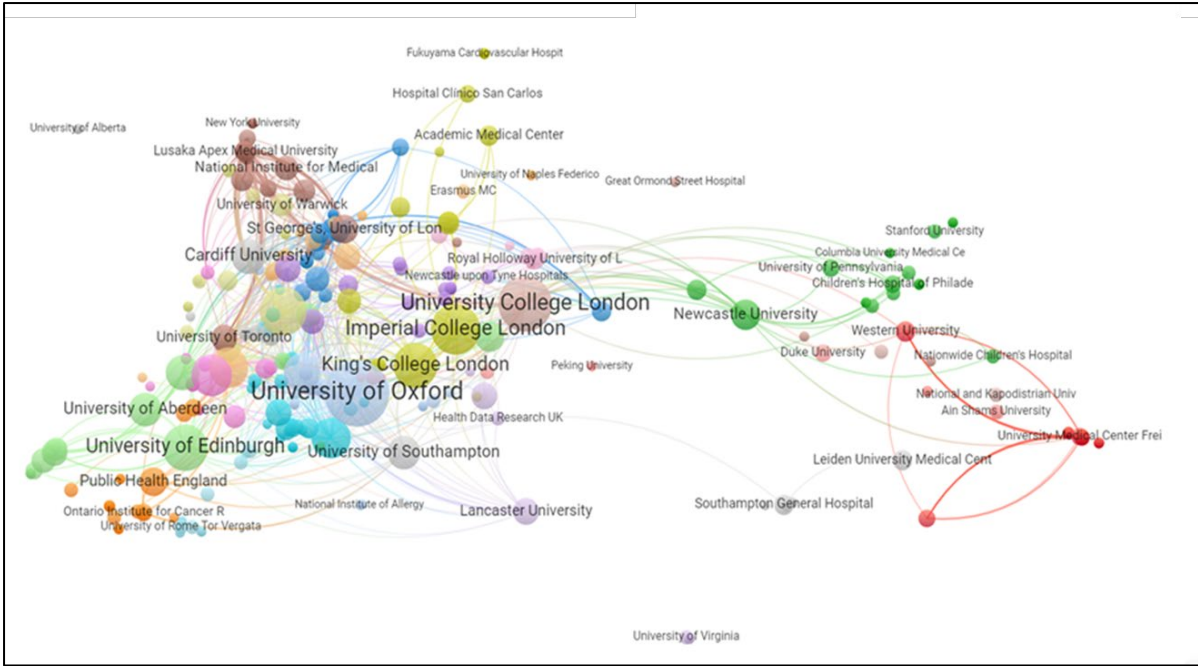 Fukuyama Cardiovascular Hospit
Hospital Clínico San Carlos
University of Alberta
New York University
Academic Medical Center
Lusaka Apex Medical University
National Institute for Medical
University of Naples Federico
Great Ormond Street Hospital
Erasmus MC
University of Warwick
St George's, University of Lon
Stanford University
Cardiff University
Royal Holloway University of L
Columbia University Medical Ce
University of Pennsylvania
Newcastle upon Tyne Hospitals
Children's Hospital of Philade
University College London
Newcastle University
Imperial College London
Western University
University of Toronto
Duke University
Nationwide Children's Hospital
King's College London
Peking University
University of Oxford
National and Kapodistrian Univ
University of Aberdeen
Ain Shams University
Health Data Research UK
University Medical Center Frei
University of Edinburgh
University of Southampton
Leiden University Medical Cent
Public Health England
National Institute of Allergy
Southampton General Hospital
Ontario Institute for Cancer R
Lancaster University
University of Rome Tor Vergata
University of Virginia